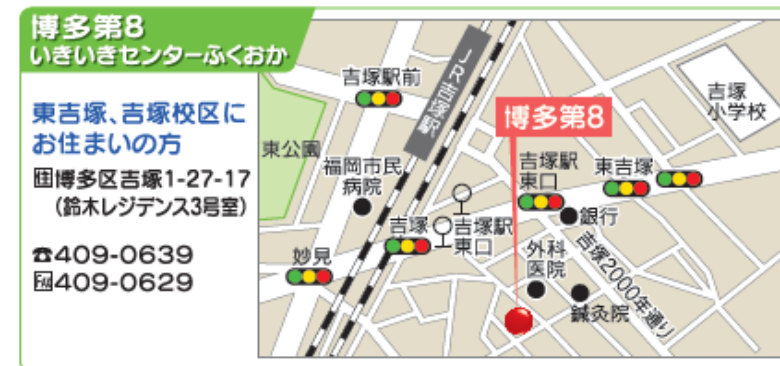 博多第8
いきいきセンターふくおか
東吉塚、吉塚校区に
お住まいの方
住博多区吉塚1-27-17
(鈴木レジデンス3号室)
☎409-0639
FAX409-0629
吉塚駅前
JR吉塚駅
吉塚
小学校
博多第8
東公園
福岡市民
病院
吉塚駅
東口
東吉塚
吉塚
吉塚駅
東口
銀行
妙見
外科
医院
吉塚2000年通り
鍼灸院